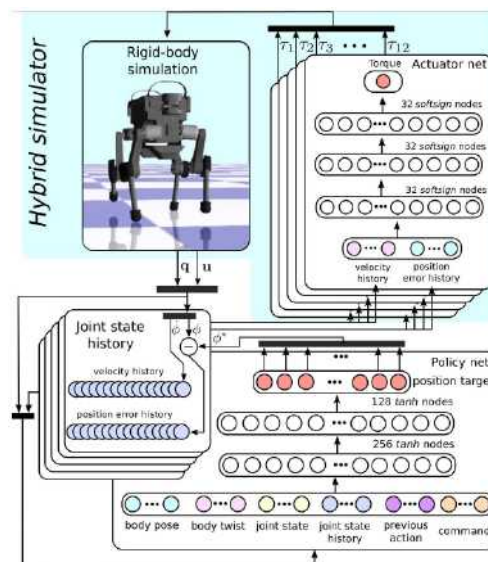 Hybrid simulator
Rigid-body
simulation
τ1 τ2 τ3 ••• τ12
Actuator net
Torque
32 softsign nodes
32 softsign nodes
32 softsign nodes
velocity
history
position
error history
q u
Joint state
history
ϕ̇ ϕ
−
ϕ*
velocity history
position error history
Policy net
position target
128 tanh nodes
256 tanh nodes
body pose
body twist
joint state
joint state
history
previous
action
command